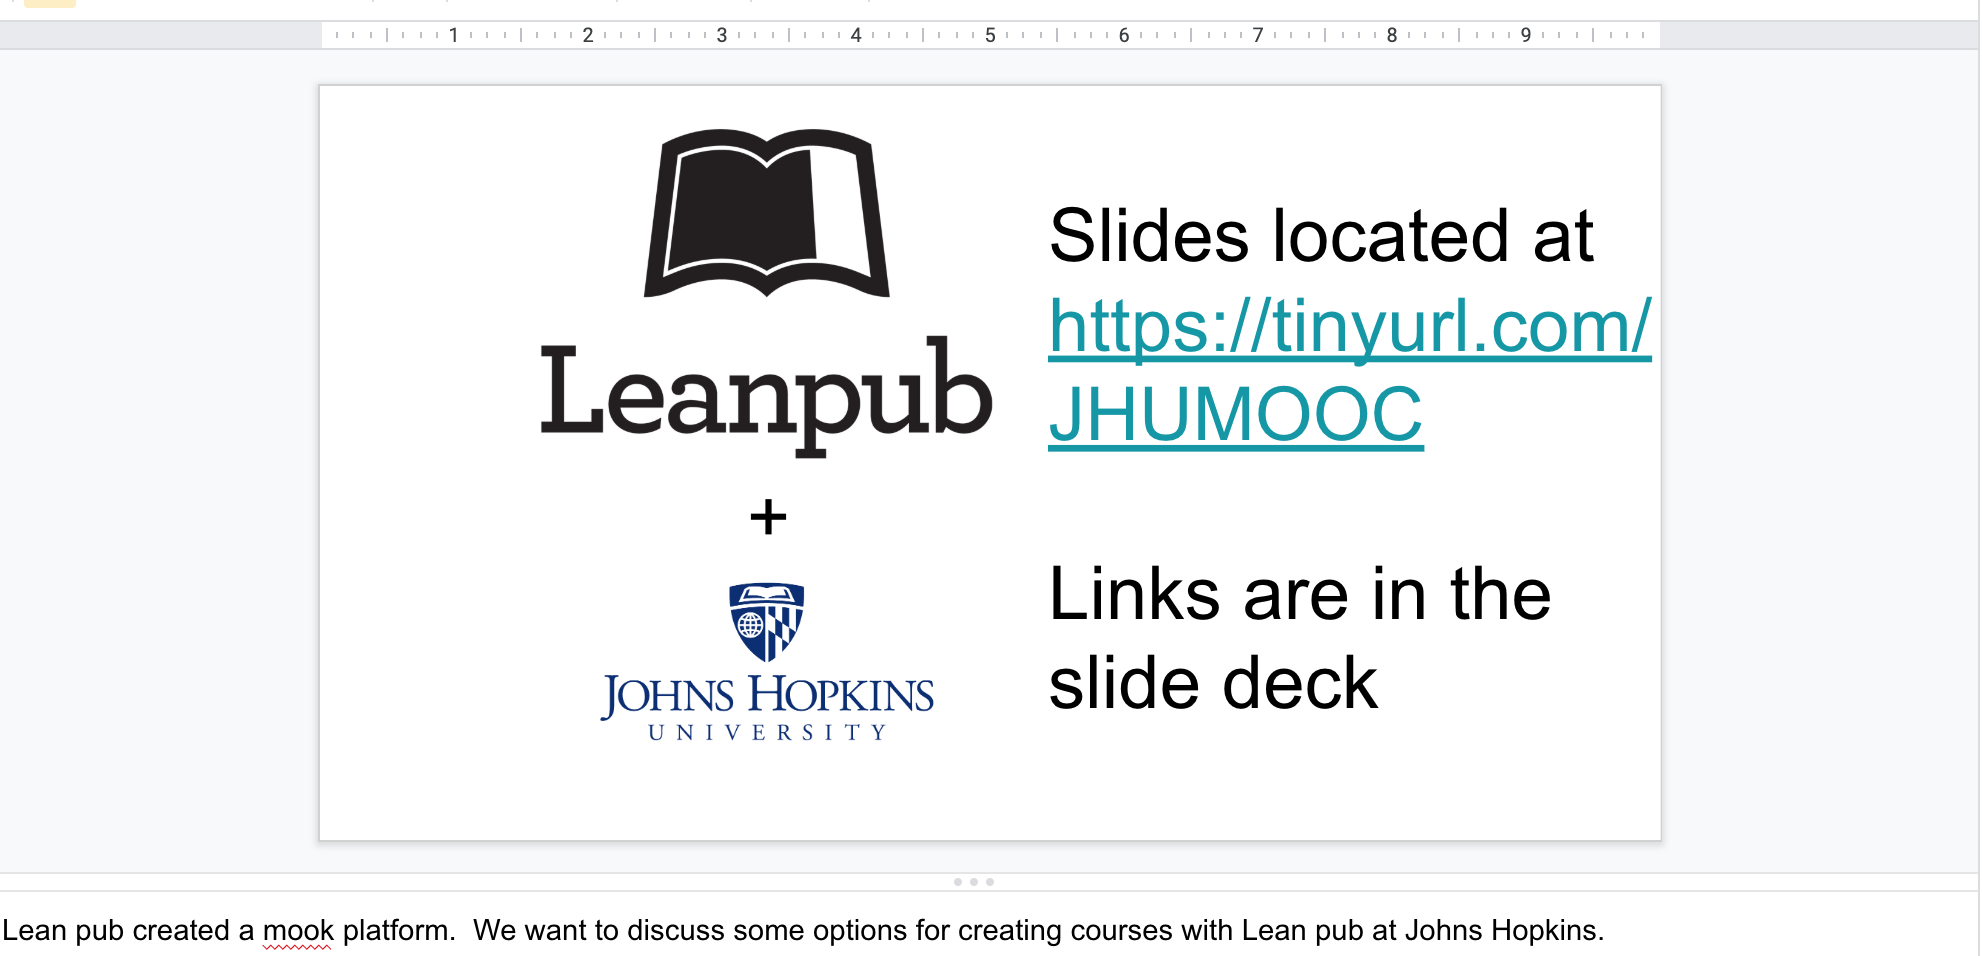 1 2 3 4 5 6 7 8 9
Leanpub
+
JOHNS HOPKINS
UNIVERSITY
Slides located at
https://tinyurl.com/
JHUMOOC
Links are in the
slide deck
Lean pub created a mook platform.  We want to discuss some options for creating courses with Lean pub at Johns Hopkins.